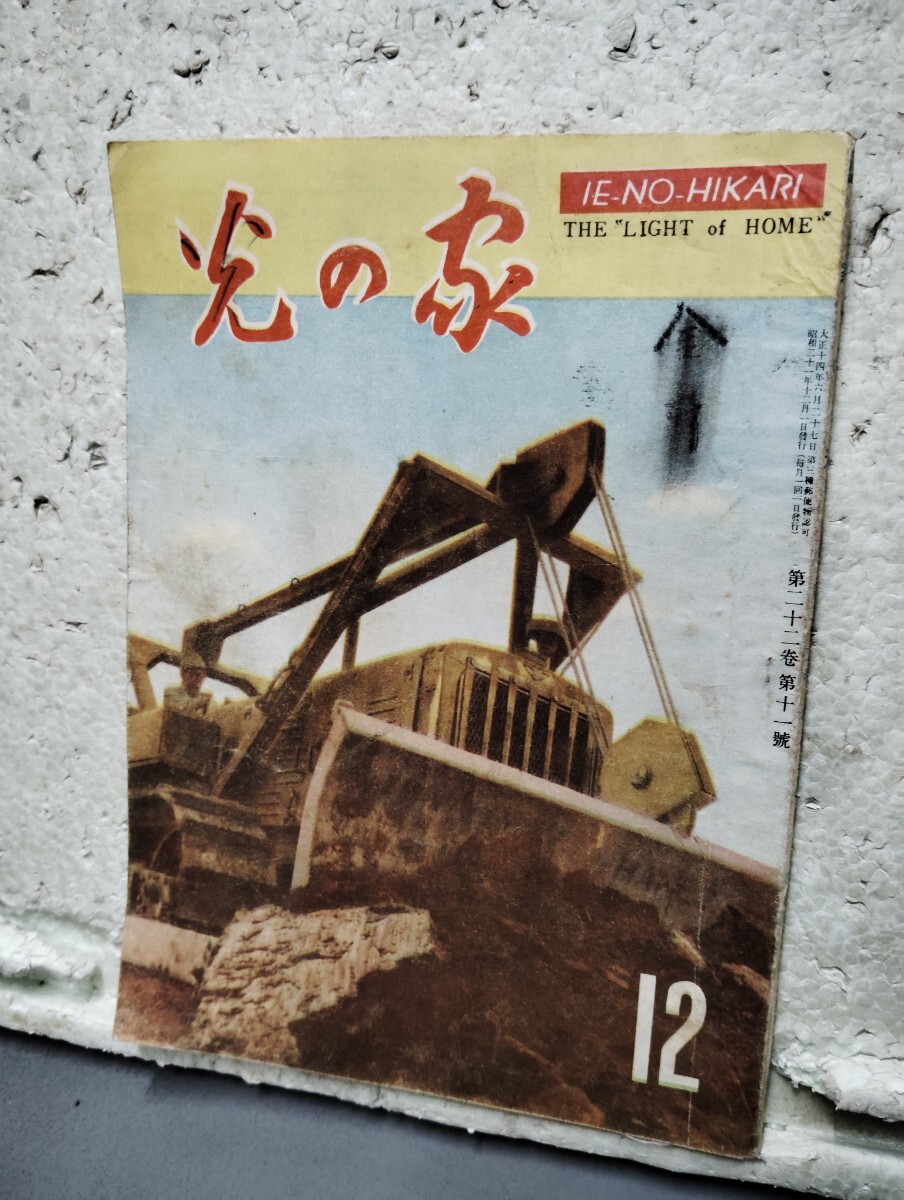 IE-NO-HIKARI
THE "LIGHT of HOME"
家の光
大正十四年六月二十七日第三種郵便物認可
昭和二十一年十二月一日發行(毎月一回一日發行)
第二十二卷第十一號
12